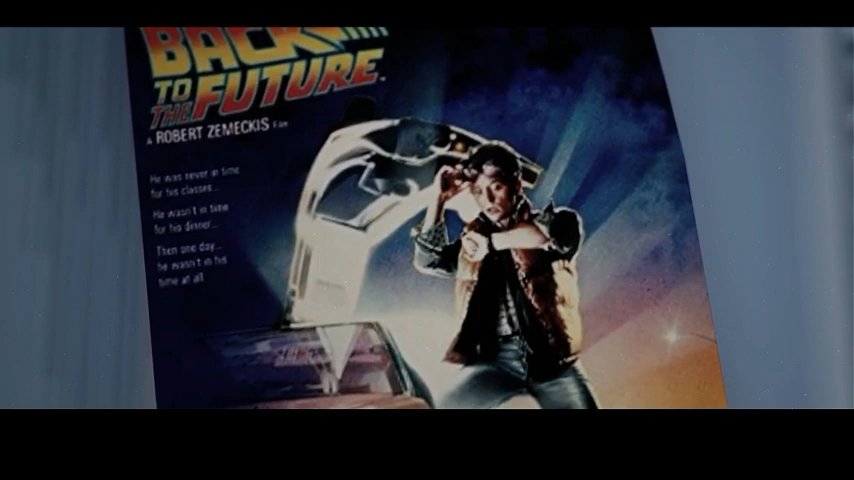 BACK
TO THE FUTURE
A ROBERT ZEMECKIS Film
He was never in time
for his classes...
He wasn't in time
for his dinner...
Then one day...
he wasn't in his
time at all.